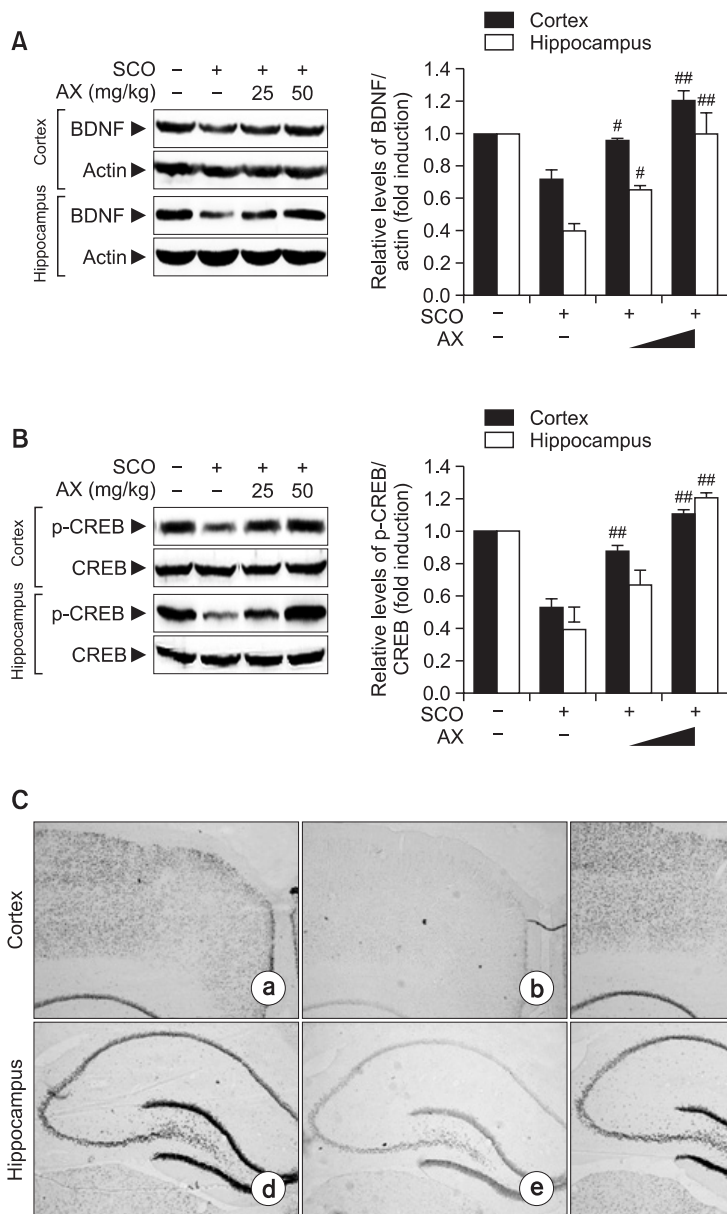 A
SCO – + + +
AX (mg/kg) – – 25 50
Cortex
BDNF
Actin
Hippocampus
BDNF
Actin
Cortex
Hippocampus
Relative levels of BDNF/
actin (fold induction)
1.4
1.2
1.0
0.8
0.6
0.4
0.2
0.0
# # ## ##
SCO – + + +
AX – –
B
SCO – + + +
AX (mg/kg) – – 25 50
Cortex
p-CREB
CREB
Hippocampus
p-CREB
CREB
Cortex
Hippocampus
Relative levels of p-CREB/
CREB (fold induction)
1.4
1.2
1.0
0.8
0.6
0.4
0.2
0.0
## ## ##
SCO – + + +
AX – –
C
Cortex
a b
Hippocampus
d e